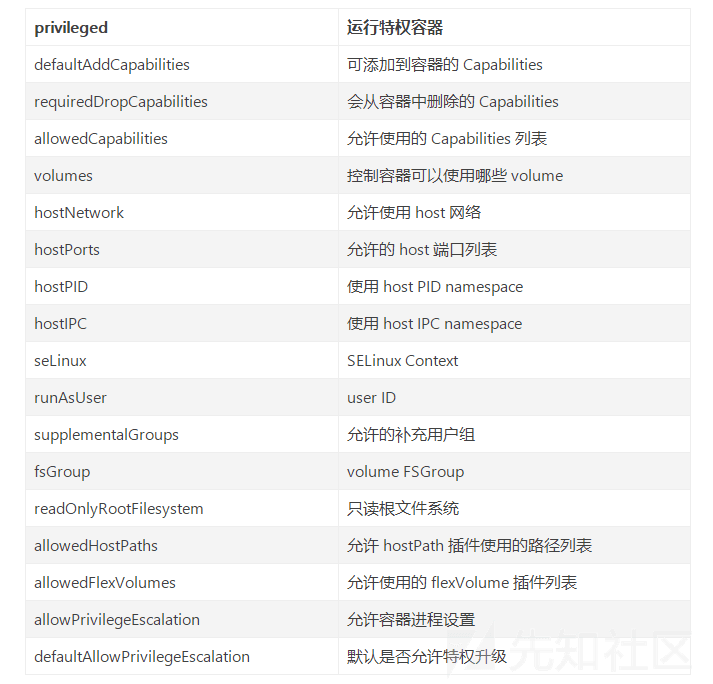 privileged 运行特权容器
defaultAddCapabilities 可添加到容器的 Capabilities
requiredDropCapabilities 会从容器中删除的 Capabilities
allowedCapabilities 允许使用的 Capabilities 列表
volumes 控制容器可以使用哪些 volume
hostNetwork 允许使用 host 网络
hostPorts 允许的 host 端口列表
hostPID 使用 host PID namespace
hostIPC 使用 host IPC namespace
seLinux SELinux Context
runAsUser user ID
supplementalGroups 允许的补充用户组
fsGroup volume FSGroup
readOnlyRootFilesystem 只读根文件系统
allowedHostPaths 允许 hostPath 插件使用的路径列表
allowedFlexVolumes 允许使用的 flexVolume 插件列表
allowPrivilegeEscalation 允许容器进程设置
defaultAllowPrivilegeEscalation 默认是否允许特权升级
先知社区